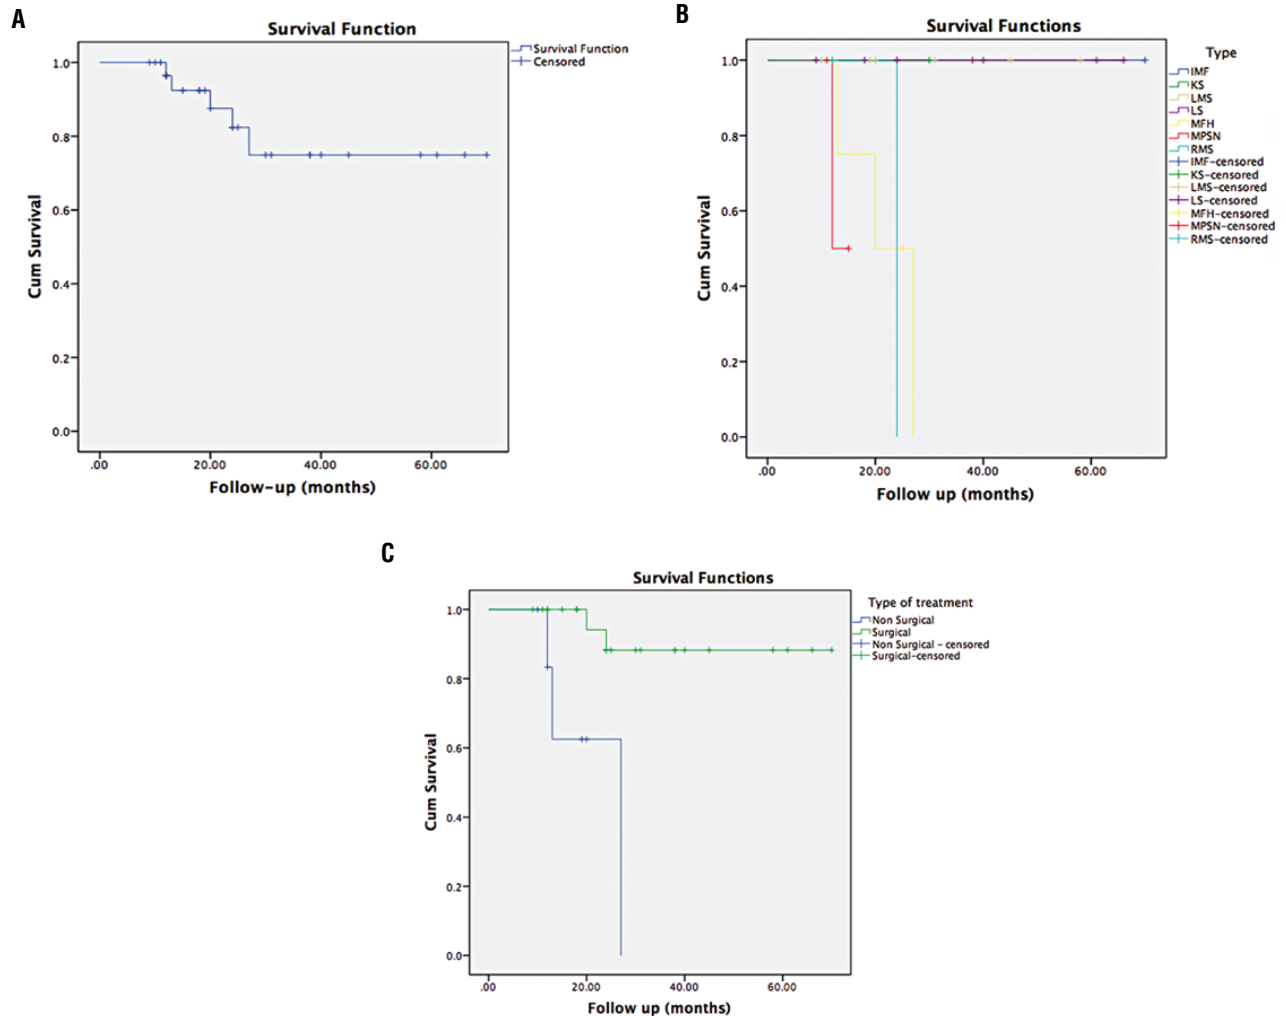 A
Survival Function
Survival Function
Censored
1.0
0.8
0.6
0.4
0.2
0.0
Cum Survival
.00 20.00 40.00 60.00
Follow-up (months)
B
Survival Functions
Type
IMF
KS
LMS
LS
MFH
MPSN
RMS
IMF-censored
KS-censored
LMS-censored
LS-censored
MFH-censored
MPSN-censored
RMS-censored
1.0
0.8
0.6
0.4
0.2
0.0
Cum Survival
.00 20.00 40.00 60.00
Follow up (months)
C
Survival Functions
Type of treatment
Non Surgical
Surgical
Non Surgical - censored
Surgical-censored
1.0
0.8
0.6
0.4
0.2
0.0
Cum Survival
.00 20.00 40.00 60.00
Follow up (months)